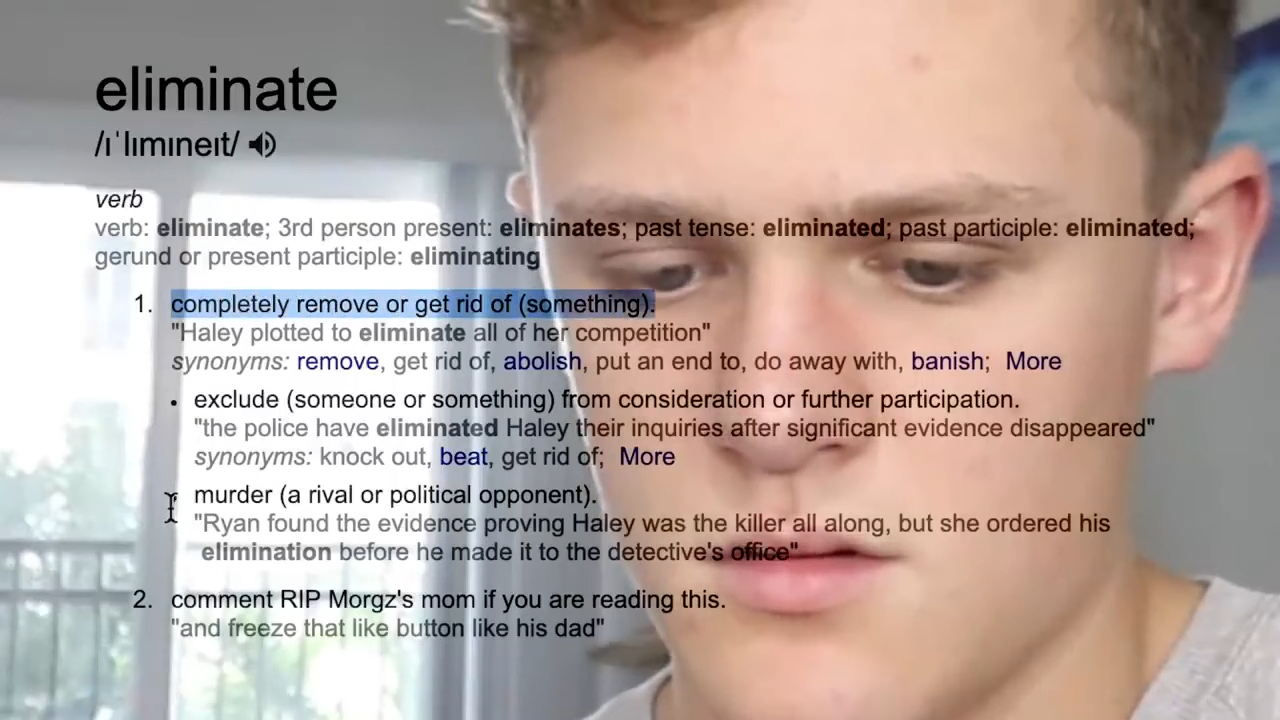 eliminate
/ɪˈlɪmɪneɪt/
verb
verb: eliminate; 3rd person present: eliminates; past tense: eliminated; past participle: eliminated;
gerund or present participle: eliminating
1. completely remove or get rid of (something).
"Haley plotted to eliminate all of her competition"
synonyms: remove, get rid of, abolish, put an end to, do away with, banish; More
• exclude (someone or something) from consideration or further participation.
"the police have eliminated Haley their inquiries after significant evidence disappeared"
synonyms: knock out, beat, get rid of; More
murder (a rival or political opponent).
"Ryan found the evidence proving Haley was the killer all along, but she ordered his
elimination before he made it to the detective's office"
2. comment RIP Morgz's mom if you are reading this.
"and freeze that like button like his dad"